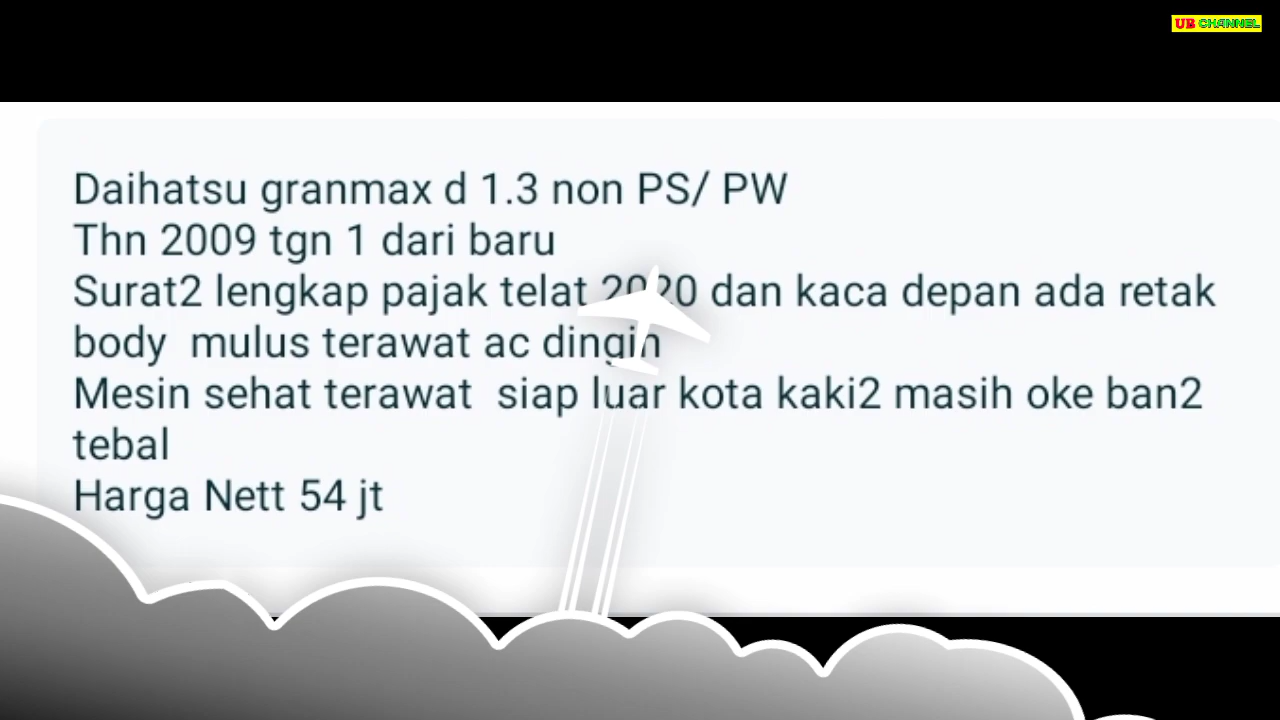 UB CHANNEL
Daihatsu granmax d 1.3 non PS/ PW
Thn 2009 tgn 1 dari baru
Surat2 lengkap pajak telat 2020 dan kaca depan ada retak
body  mulus terawat ac dingin
Mesin sehat terawat  siap luar kota kaki2 masih oke ban2
tebal
Harga Nett 54 jt